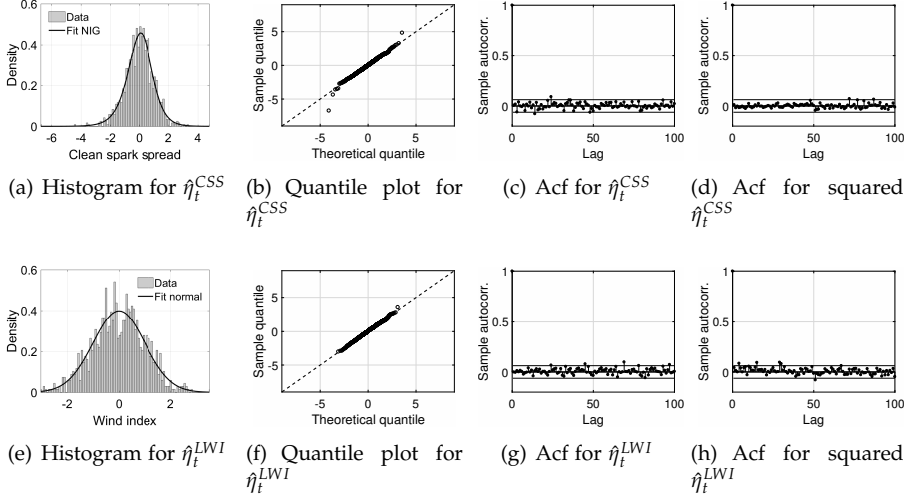 0.6
0.4
0.2
0
Density
Data
Fit NIG
-6 -4 -2 0 2 4
Clean spark spread
5
0
-5
Sample quantile
-5 0 5
Theoretical quantile
1
0.5
0
Sample autocorr.
0 50 100
Lag
1
0.5
0
Sample autocorr.
0 50 100
Lag
(a) Histogram for η̂_t^{CSS}
(b) Quantile plot for
η̂_t^{CSS}
(c) Acf for η̂_t^{CSS}
(d) Acf for squared
η̂_t^{CSS}
0.6
0.4
0.2
0
Density
Data
Fit normal
-2 0 2
Wind index
5
0
-5
Sample quantile
-5 0 5
Theoretical quantile
1
0.5
0
Sample autocorr.
0 50 100
Lag
1
0.5
0
Sample autocorr.
0 50 100
Lag
(e) Histogram for η̂_t^{LWI}
(f) Quantile plot for
η̂_t^{LWI}
(g) Acf for η̂_t^{LWI}
(h) Acf for squared
η̂_t^{LWI}